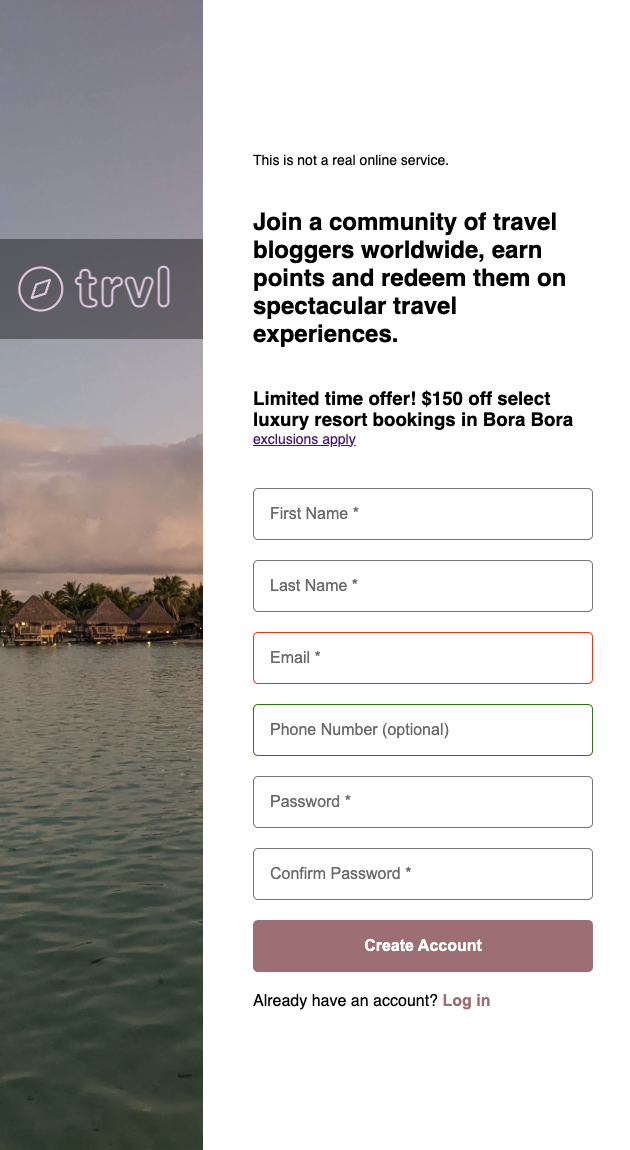 trvl
This is not a real online service.
Join a community of travel
bloggers worldwide, earn
points and redeem them on
spectacular travel
experiences.
Limited time offer! $150 off select
luxury resort bookings in Bora Bora
exclusions apply
First Name *
Last Name *
Email *
Phone Number (optional)
Password *
Confirm Password *
Create Account
Already have an account? Log in